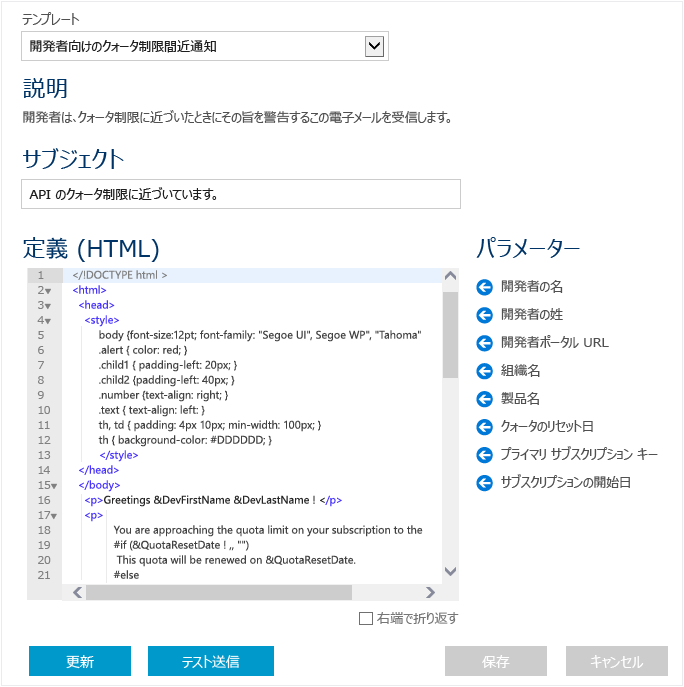 テンプレート
開発者向けのクォータ制限間近通知
説明
開発者は、クォータ制限に近づいたときにその旨を警告するこの電子メールを受信します。
サブジェクト
API のクォータ制限に近づいています。
定義 (HTML)
1 </!DOCTYPE html >
2 <html>
3 <head>
4 <style>
5 body {font-size:12pt; font-family: "Segoe UI", Segoe WP", "Tahoma"
6 .alert { color: red; }
7 .child1 { padding-left: 20px; }
8 .child2 {padding-left: 40px; }
9 .number {text-align: right; }
10 .text { text-align: left: }
11 th, td { padding: 4px 10px; min-width: 100px; }
12 th { background-color: #DDDDDD; }
13 </style>
14 </head>
15 </body>
16 <p>Greetings &DevFirstName &DevLastName ! </p>
17 <p>
18 You are approaching the quota limit on your subscription to the
19 #if (&QuotaResetDate ! ,, "")
20 This quota will be renewed on &QuotaResetDate.
21 #else
右端で折り返す
パラメーター
開発者の名
開発者の姓
開発者ポータル URL
組織名
製品名
クォータのリセット日
プライマリ サブスクリプション キー
サブスクリプションの開始日
更新
テスト送信
保存
キャンセル